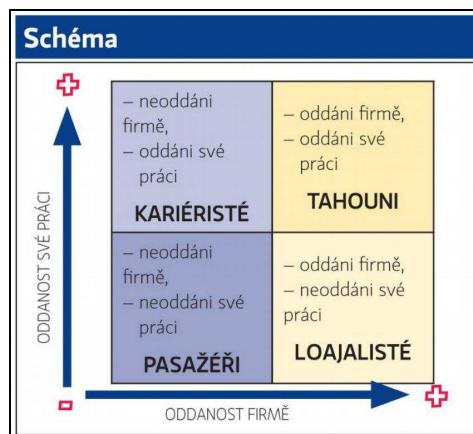 Schéma
– neoddáni
firmě,
– oddáni své
práci
KARIÉRISTÉ
– oddáni firmě,
– oddáni své
práci
TAHOUNI
– neoddáni
firmě,
– neoddáni své
práci
PASAŽÉŘI
– oddáni firmě,
– neoddáni své
práci
LOAJALISTÉ
ODDANOST SVÉ PRÁCI
ODDANOST FIRMĚ